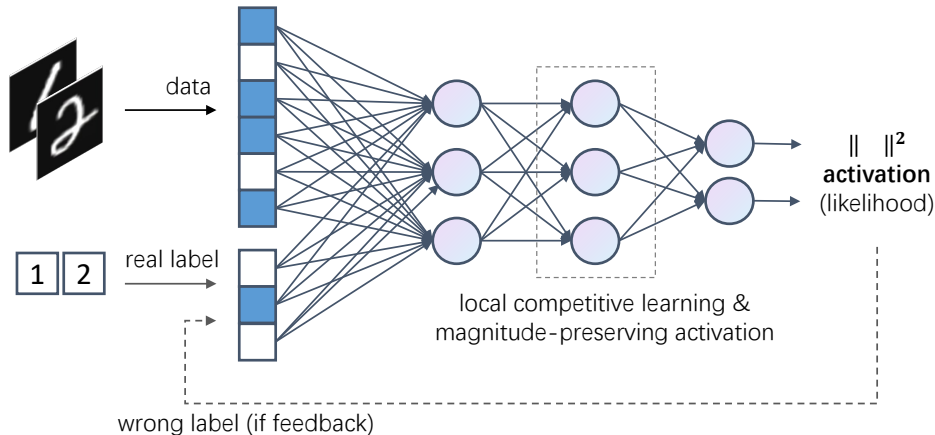 data
1 2
real label
‖ ‖²
activation
(likelihood)
local competitive learning &
magnitude-preserving activation
wrong label (if feedback)